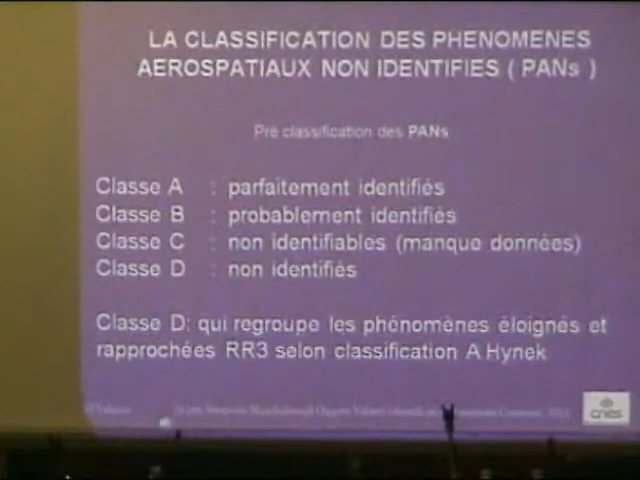 LA CLASSIFICATION DES PHENOMENES
AEROSPATIAUX NON IDENTIFIES ( PANs )
Pré classification des PANs
Classe A : parfaitement identifiés
Classe B : probablement identifiés
Classe C : non identifiables (manque données)
Classe D : non identifiés
Classe D: qui regroupe les phénomènes éloignés et
rapprochées RR3 selon classification A Hynek
cnes